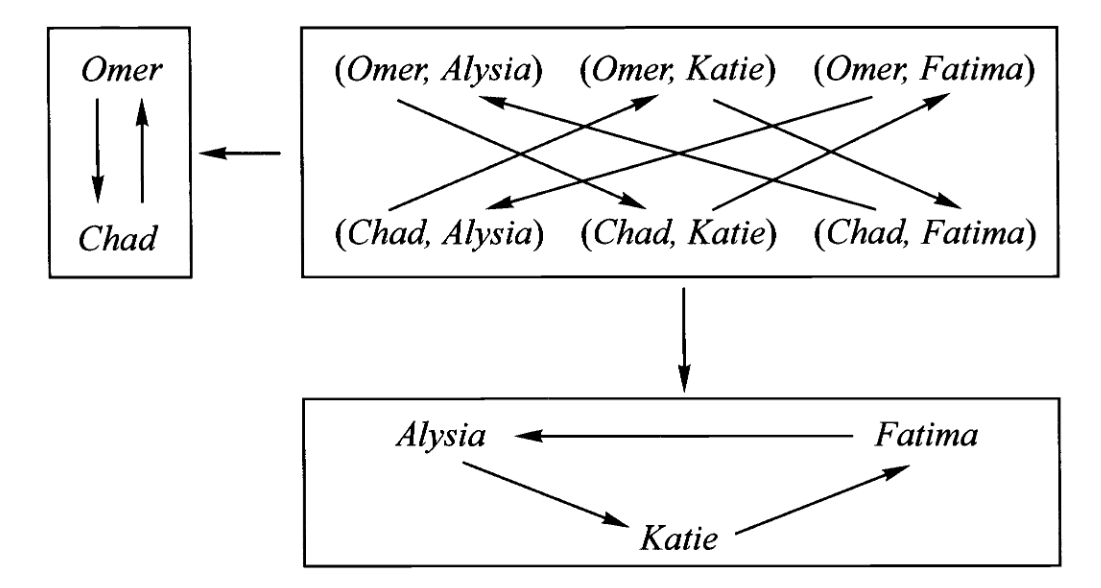 Omer
Chad
(Omer, Alysia) (Omer, Katie) (Omer, Fatima)
(Chad, Alysia) (Chad, Katie) (Chad, Fatima)
Alysia Fatima
Katie